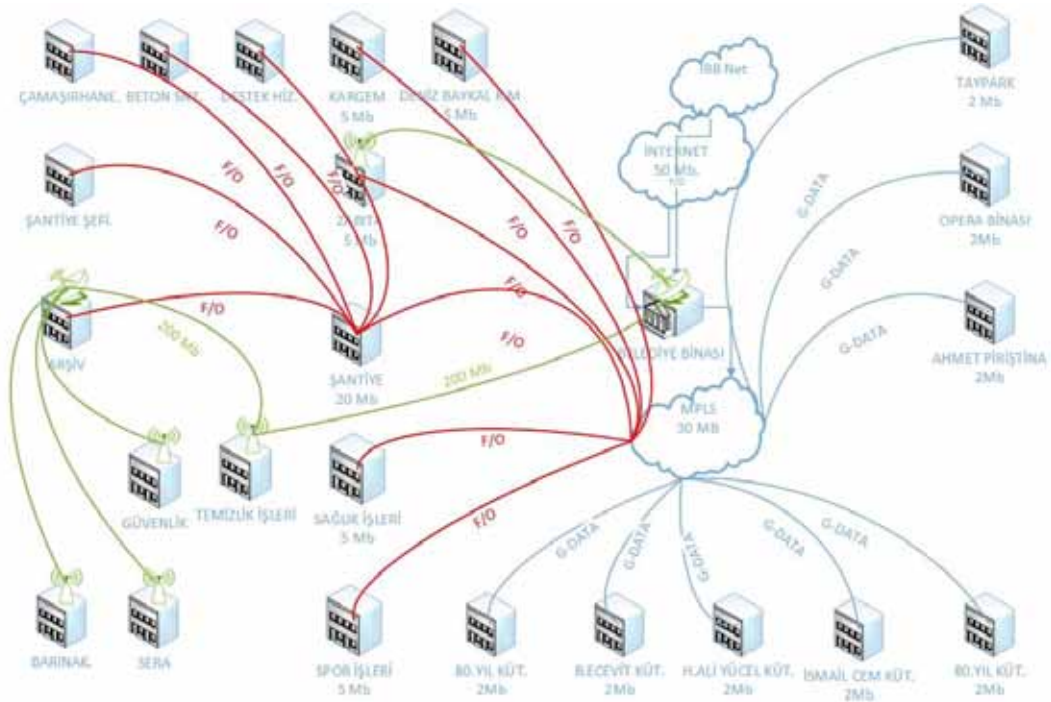 ÇAMAŞIRHANE.
BETON SNT.
DESTEK HİZ.
KARGEM
5 Mb
DENİZ BAYKAL K.M
5 Mb
İBB Net
TAYPARK
2 Mb
İNTERNET
50 Mb.
F/O
ŞANTİYE ŞEFİ.
ZABITA
5 Mb
OPERA BİNASI
2Mb
F/O
F/O
F/O
F/O
F/O
F/O
G-DATA
G-DATA
G-DATA
ARŞİV
F/O
200 Mb
ŞANTİYE
20 Mb
F/O
F/O
BELEDİYE BİNASI
AHMET PİRİŞTİNA
2Mb
200 Mb
MPLS
30 MB
GÜVENLİK
TEMİZLİK İŞLERİ
SAĞLIK İŞLERİ
5 Mb
F/O
F/O
G-DATA
G-DATA
G-DATA
G-DATA
G-DATA
BARINAK.
SERA
SPOR İŞLERİ
5 Mb
80.YIL KÜT.
2Mb
B.ECEVİT KÜT.
2Mb
H.ALİ YÜCEL KÜT.
2Mb
İSMAİL CEM KÜT.
2Mb
80.YIL KÜT.
2Mb